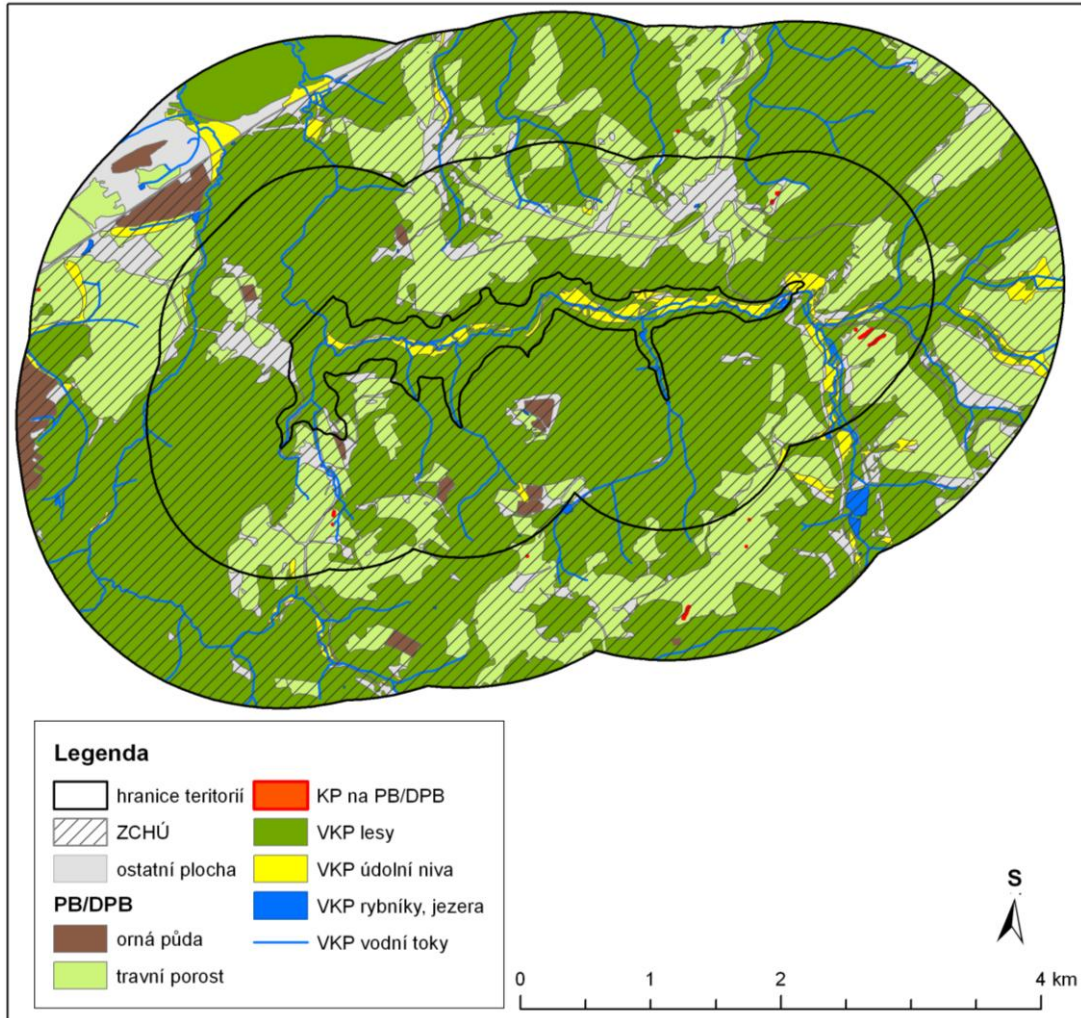 Legenda
hranice teritorií
ZCHÚ
ostatní plocha
PB/DPB
orná půda
travní porost
KP na PB/DPB
VKP lesy
VKP údolní niva
VKP rybníky, jezera
VKP vodní toky
S
0 1 2 4 km